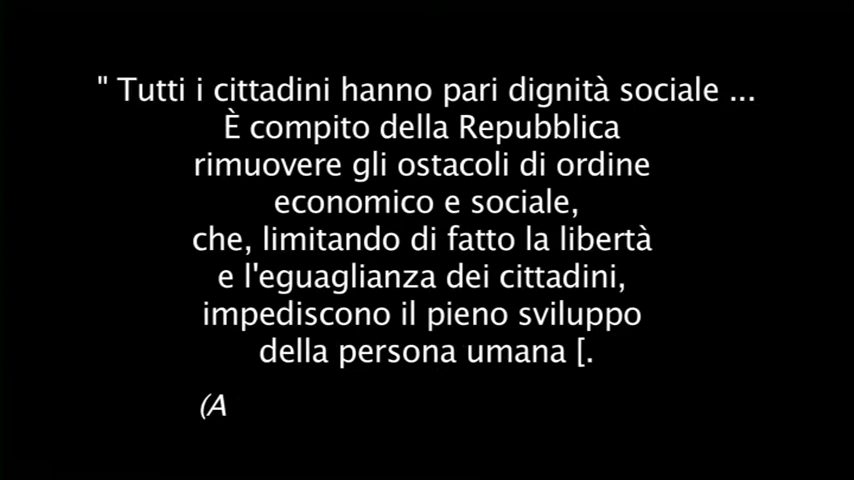 " Tutti i cittadini hanno pari dignità sociale ...
È compito della Repubblica
rimuovere gli ostacoli di ordine
economico e sociale,
che, limitando di fatto la libertà
e l'eguaglianza dei cittadini,
impediscono il pieno sviluppo
della persona umana [.
(A